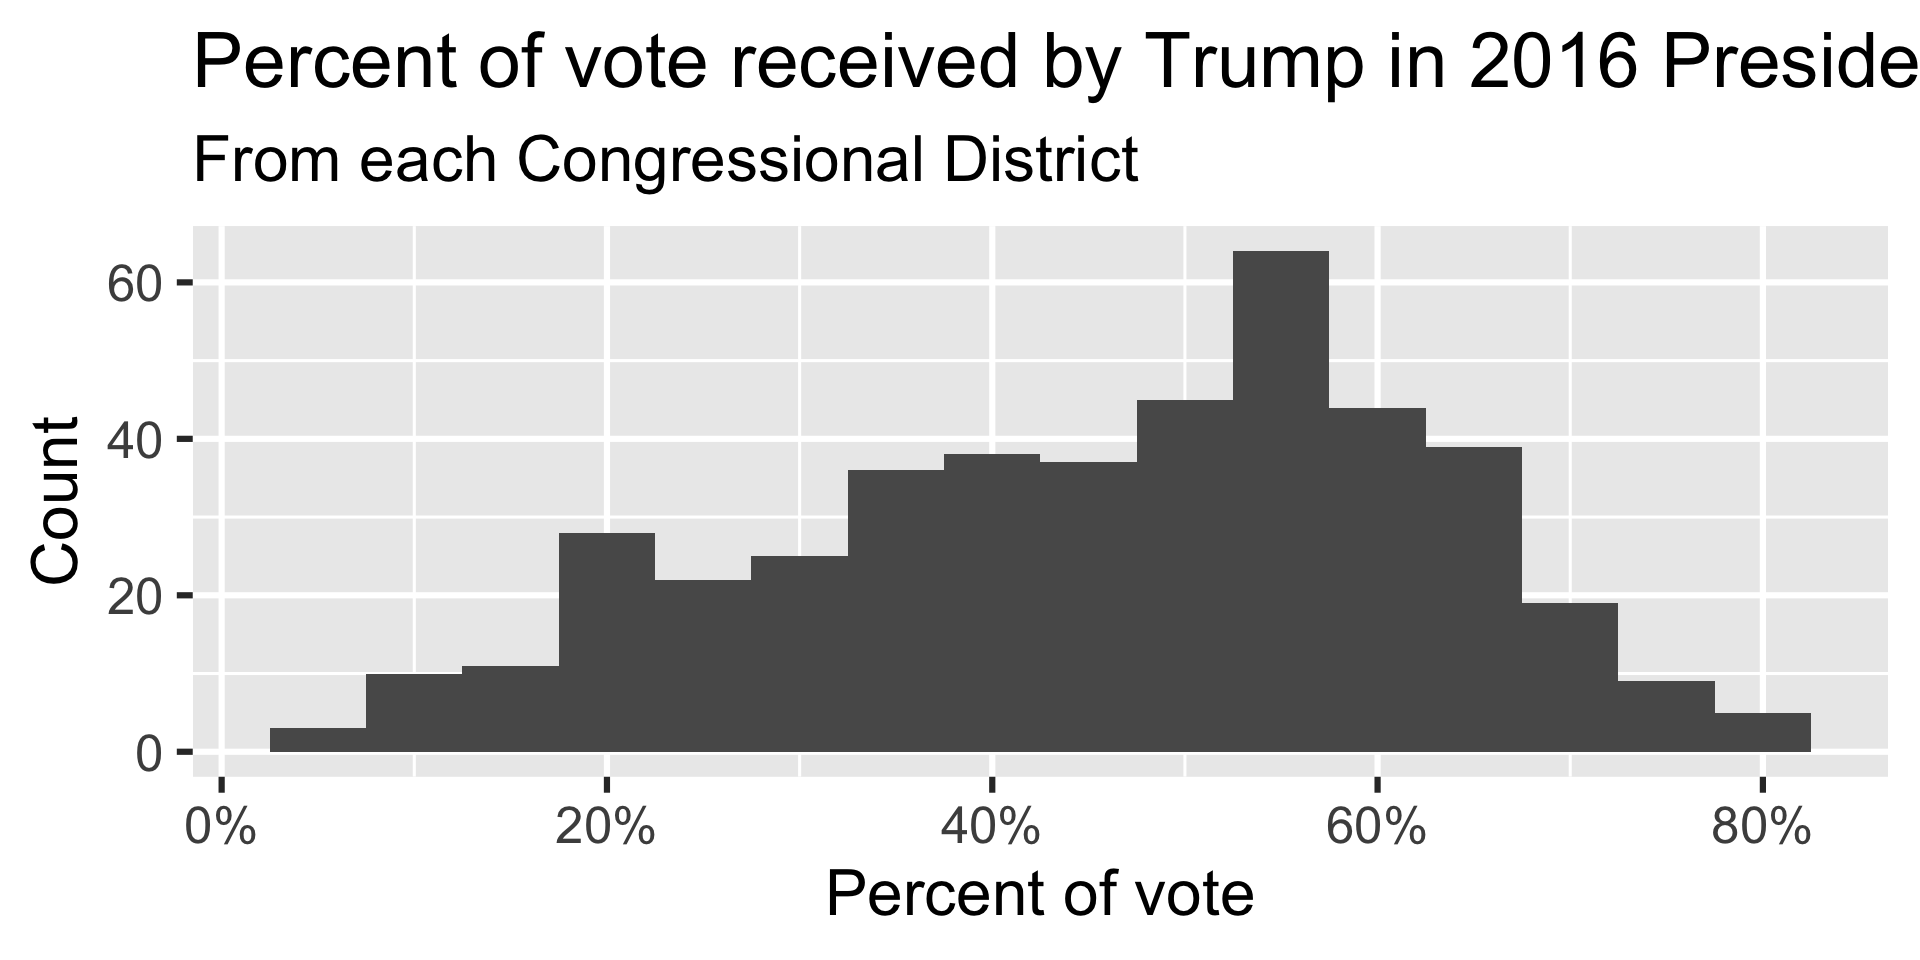 Percent of vote received by Trump in 2016 Preside
From each Congressional District
60
40
20
0
Count
0% 20% 40% 60% 80%
Percent of vote